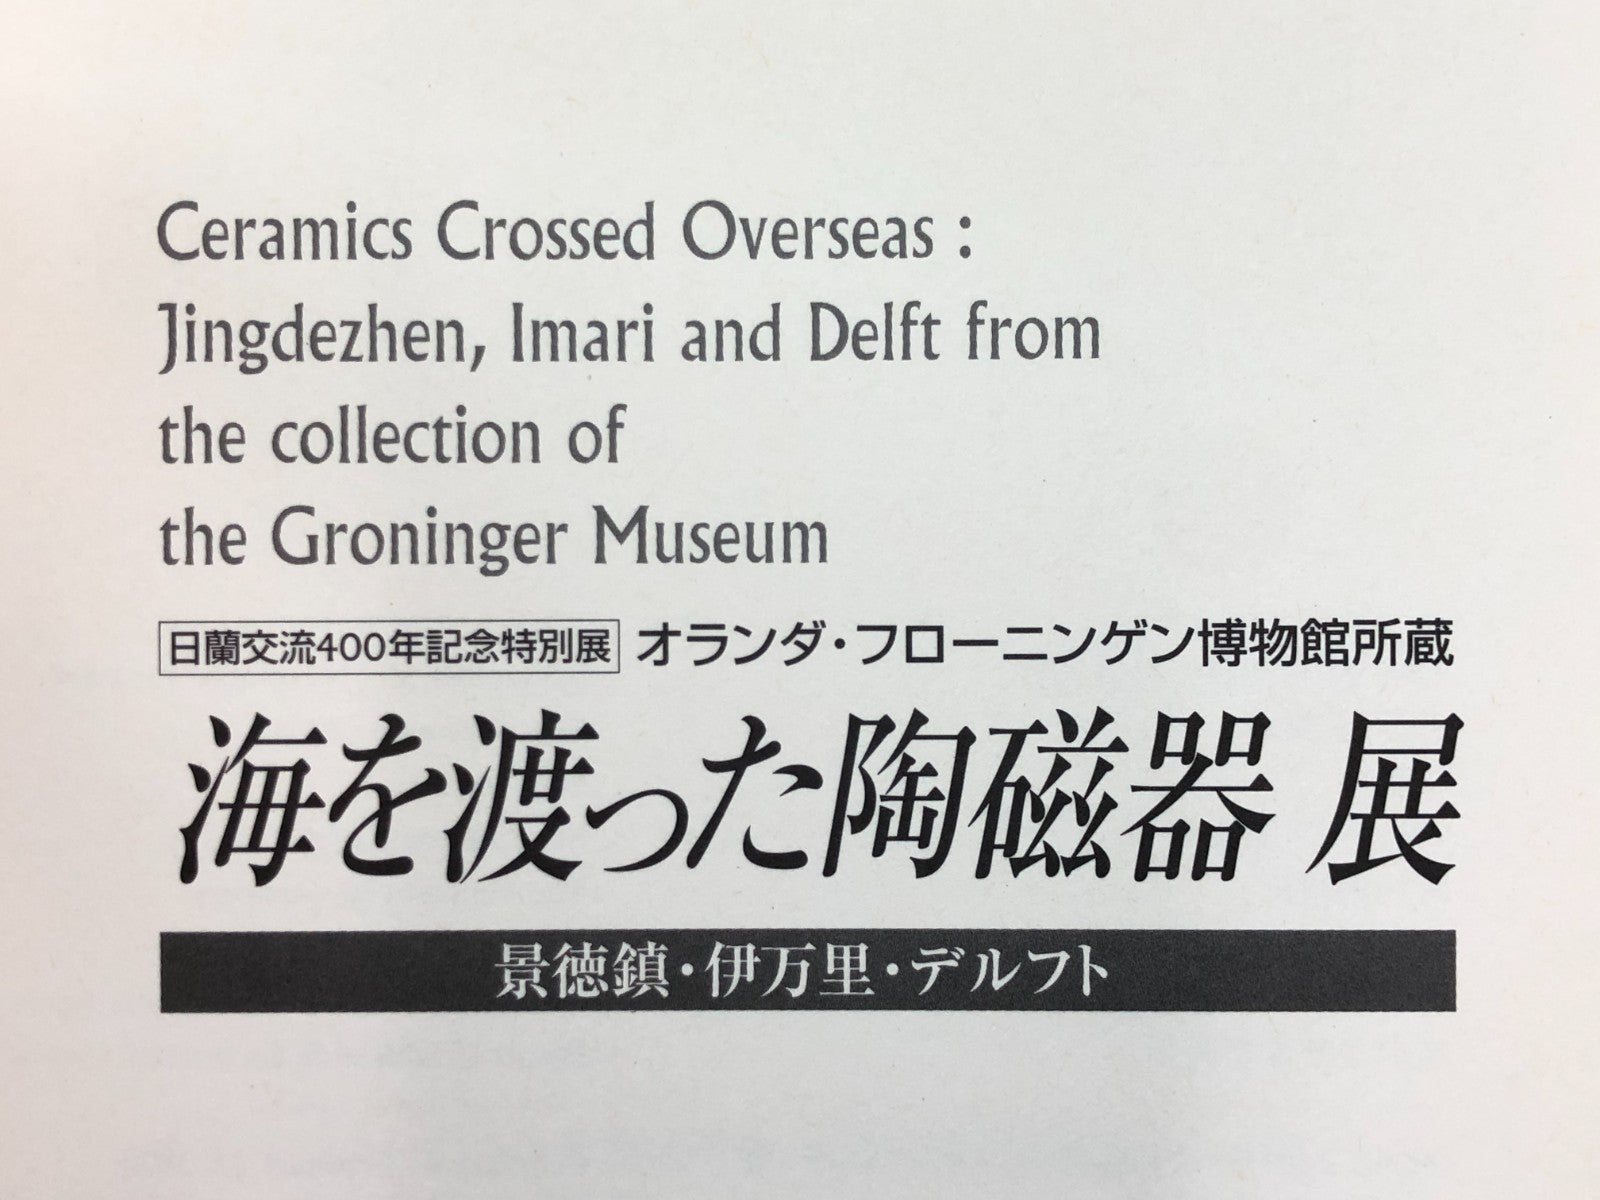 Ceramics Crossed Overseas :
Jingdezhen, Imari and Delft from
the collection of
the Groninger Museum
日蘭交流400年記念特別展 オランダ・フローニンゲン博物館所蔵
海を渡った陶磁器 展
景徳鎮・伊万里・デルフト